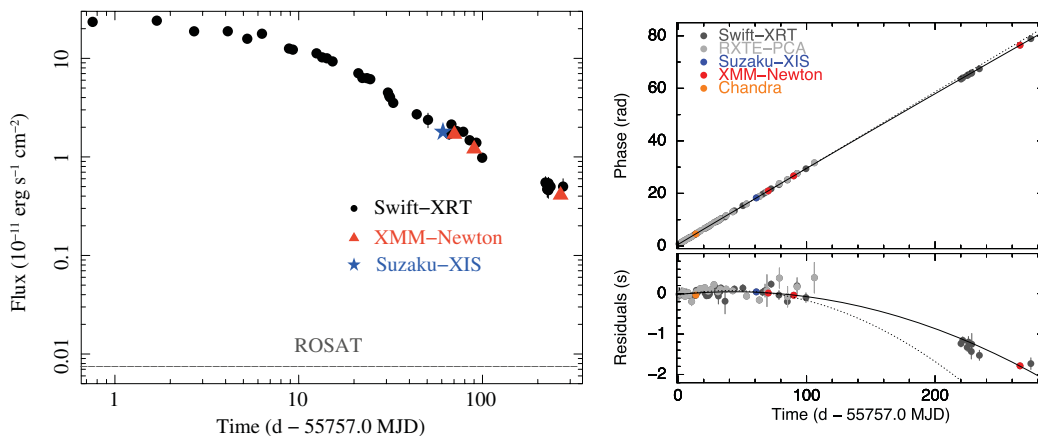 Flux (10⁻¹¹ erg s⁻¹ cm⁻²)
10
1
0.1
0.01
Swift−XRT
XMM−Newton
Suzaku−XIS
ROSAT
1 10 100
Time (d − 55757.0 MJD)
Phase (rad)
80
60
40
20
0
Swift−XRT
RXTE−PCA
Suzaku−XIS
XMM−Newton
Chandra
Residuals (s)
0
−1
−2
0 100 200
Time (d − 55757.0 MJD)